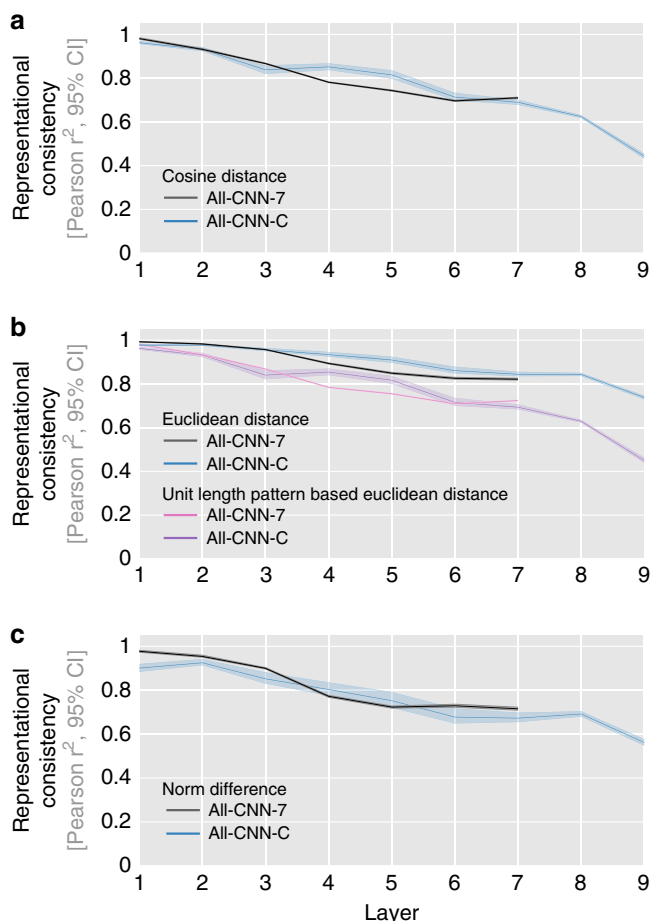 a
Representational
consistency
[Pearson r², 95% CI]
1
0.8
0.6
0.4
0.2
0
Cosine distance
All-CNN-7
All-CNN-C
1 2 3 4 5 6 7 8 9
b
Representational
consistency
[Pearson r², 95% CI]
1
0.8
0.6
0.4
0.2
0
Euclidean distance
All-CNN-7
All-CNN-C
Unit length pattern based euclidean distance
All-CNN-7
All-CNN-C
1 2 3 4 5 6 7 8 9
c
Representational
consistency
[Pearson r², 95% CI]
1
0.8
0.6
0.4
0.2
0
Norm difference
All-CNN-7
All-CNN-C
1 2 3 4 5 6 7 8 9
Layer